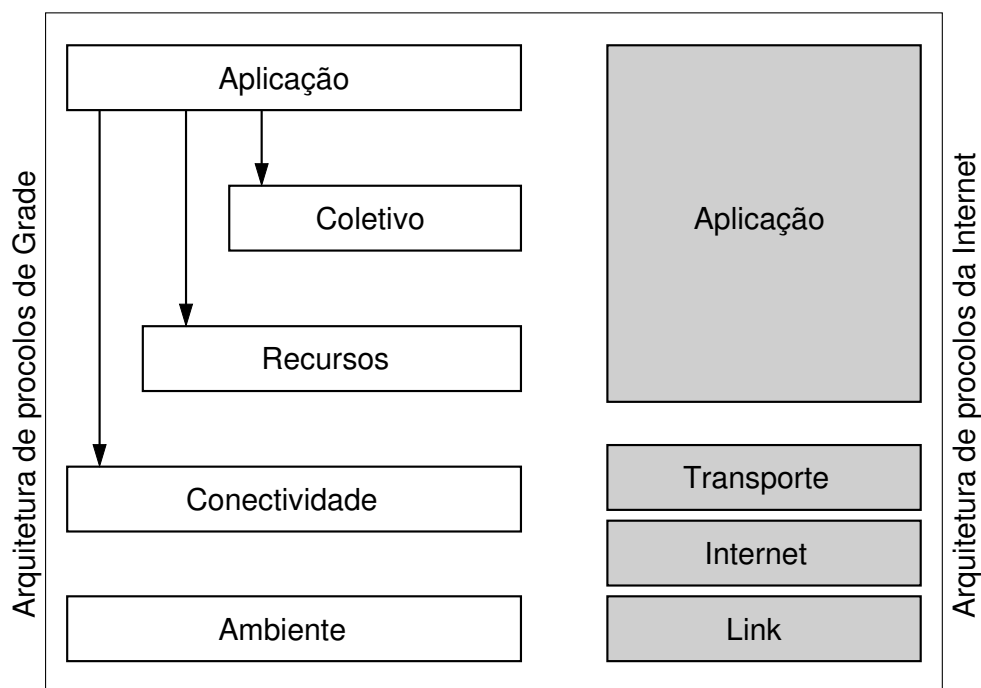 Arquitetura de procolos de Grade
Aplicação
Coletivo
Recursos
Conectividade
Ambiente
Aplicação
Transporte
Internet
Link
Arquitetura de procolos da Internet